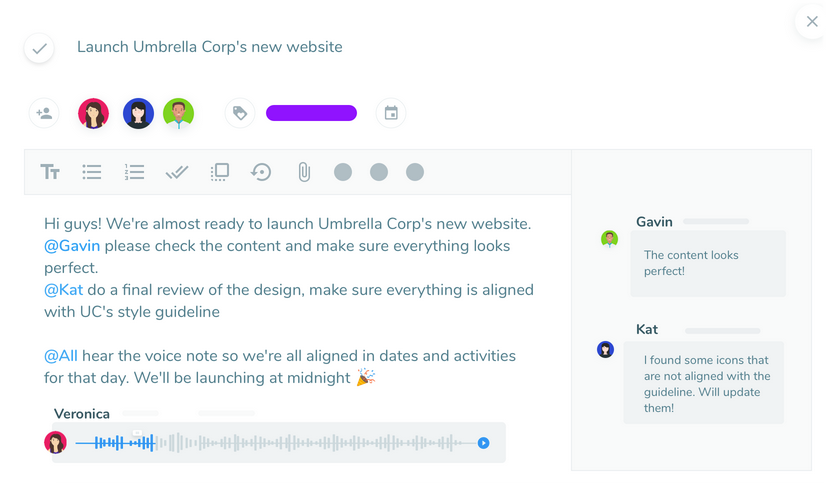 Launch Umbrella Corp's new website
Hi guys! We're almost ready to launch Umbrella Corp's new website.
@Gavin please check the content and make sure everything looks
perfect.
@Kat do a final review of the design, make sure everything is aligned
with UC's style guideline
@All hear the voice note so we're all aligned in dates and activities
for that day. We'll be launching at midnight 🎉
Veronica
Gavin
The content looks
perfect!
Kat
I found some icons that
are not aligned with the
guideline. Will update
them!